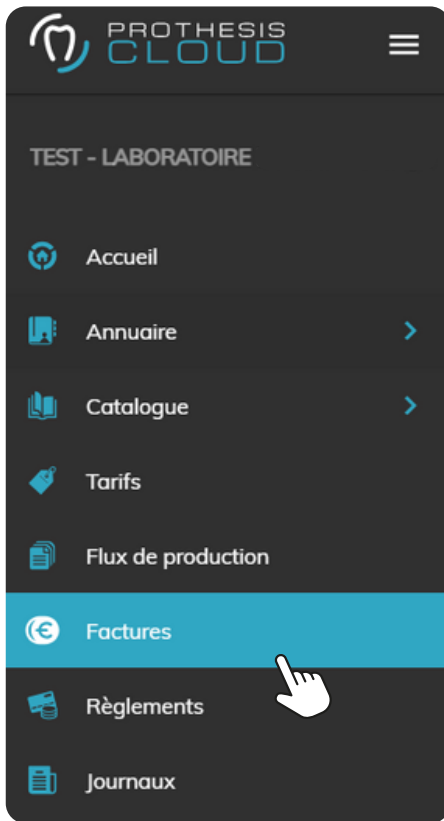 PROTHESIS
CLOUD
TEST - LABORATOIRE
Accueil
Annuaire
Catalogue
Tarifs
Flux de production
Factures
Règlements
Journaux